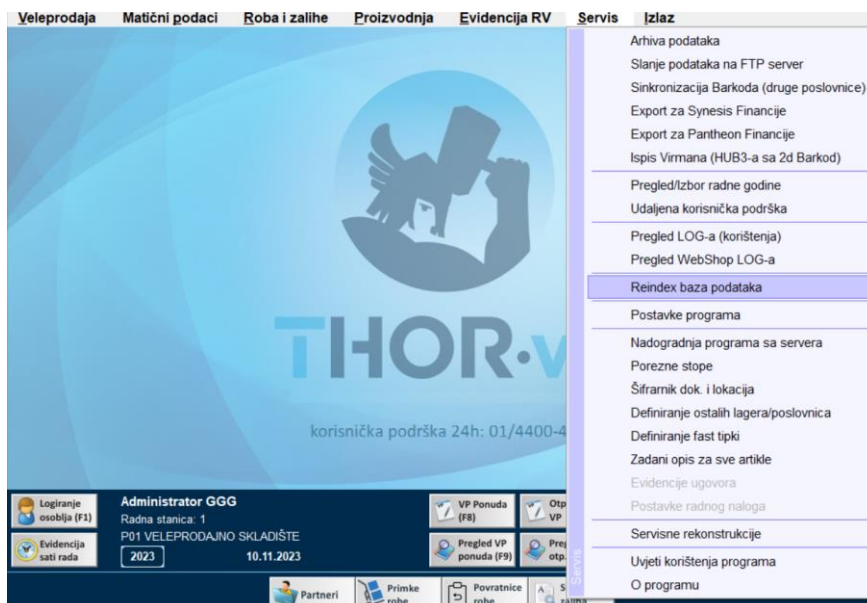 Veleprodaja Matični podaci Roba i zalihe Proizvodnja Evidencija RV Servis Izlaz
Arhiva podataka
Slanje podataka na FTP server
Sinkronizacija Barkoda (druge poslovnice)
Export za Synesis Financije
Export za Pantheon Financije
Ispis Virmana (HUB3-a sa 2d Barkod)
Pregled/Izbor radne godine
Udaljena korisnička podrška
Pregled LOG-a (korištenja)
Pregled WebShop LOG-a
Reindex baza podataka
Postavke programa
Nadogradnja programa sa servera
Porezne stope
Šifrarnik dok. i lokacija
Definiranje ostalih lagera/poslovnica
Definiranje fast tipki
Zadani opis za sve artikle
Evidencije ugovora
Postavke radnog naloga
Servisne rekonstrukcije
Uvjeti korištenja programa
O programu
Servis
THOR.v
korisnička podrška 24h: 01/4400-4
Logiranje
osoblja (F1)
Evidencija
sati rada
Administrator GGG
Radna stanica: 1
P01 VELEPRODAJNO SKLADIŠTE
2023 10.11.2023
VP Ponuda
(F8)
Otp
VP
Pregled VP
ponuda (F9)
Pre
otp.
Partneri
Primke
robe
Povratnice
robe